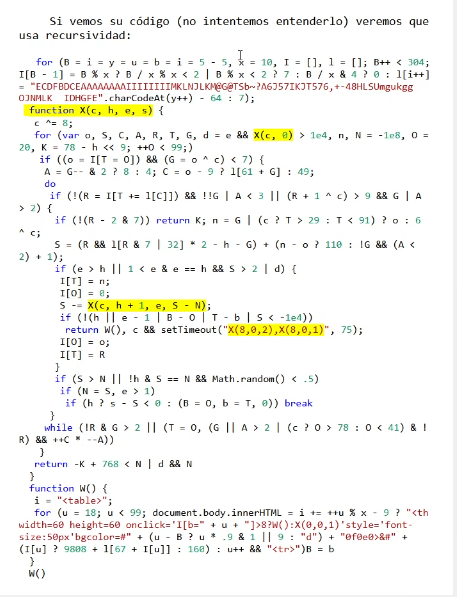 Si vemos su código (no intentemos entenderlo) veremos que
usa recursividad:
for (B = i = y = u = b = i = 5 - 5, x = 10, I = [], l = []; B++ < 304;
I[B - 1] = B % x ? B / x % x < 2 | B % x < 2 ? 7 : B / x & 4 ? 0 : l[i++]
= "ECDFBDCEAAAAAAAAIIIIIIIIMKLNJLKM@G@TSb~?A6J57IKJT576,+-48HLSUmgukgg
OJNMLK  IDHGFE".charCodeAt(y++) - 64 : 7);
function X(c, h, e, s) {
c ^= 8;
for (var o, S, C, A, R, T, G, d = e && X(c, 0) > 1e4, n, N = -1e8, O =
20, K = 78 - h << 9; ++O < 99;)
if ((o = I[T = O]) && (G = o ^ c) < 7) {
A = G-- & 2 ? 8 : 4; C = o - 9 ? l[61 + G] : 49;
do
if (!(R = I[T += l[C]]) && !!G | A < 3 || (R + 1 ^ c) > 9 && G | A
> 2) {
if (!(R - 2 & 7)) return K; n = G | (c ? T > 29 : T < 91) ? o : 6
^ c;
S = (R && l[R & 7 | 32] * 2 - h - G) + (n - o ? 110 : !G && (A <
2) + 1);
if (e > h || 1 < e & e == h && S > 2 | d) {
I[T] = n;
I[O] = 0;
S -= X(c, h + 1, e, S - N);
if (!(h || e - 1 | B - O | T - b | S < -1e4))
return W(), c && setTimeout("X(8,0,2),X(8,0,1)", 75);
I[O] = o;
I[T] = R
}
if (S > N || !h & S == N && Math.random() < .5)
if (N = S, e > 1)
if (h ? s - S < 0 : (B = O, b = T, 0)) break
}
while (!R & G > 2 || (T = O, (G || A > 2 | (c ? O > 78 : O < 41) & !
R) && ++C * --A))
}
return -K + 768 < N | d && N
}
function W() {
i = "<table>";
for (u = 18; u < 99; document.body.innerHTML = i += ++u % x - 9 ? "<th
width=60 height=60 onclick='I[b=" + u + "]>8?W():X(0,0,1)'style='font-
size:50px'bgcolor=#" + (u - B ? u * .9 & 1 || 9 : "d") + "0f0e0>&#" +
(I[u] ? 9808 + l[67 + I[u]] : 160) : u++ && "<tr>")B = b
}
W()